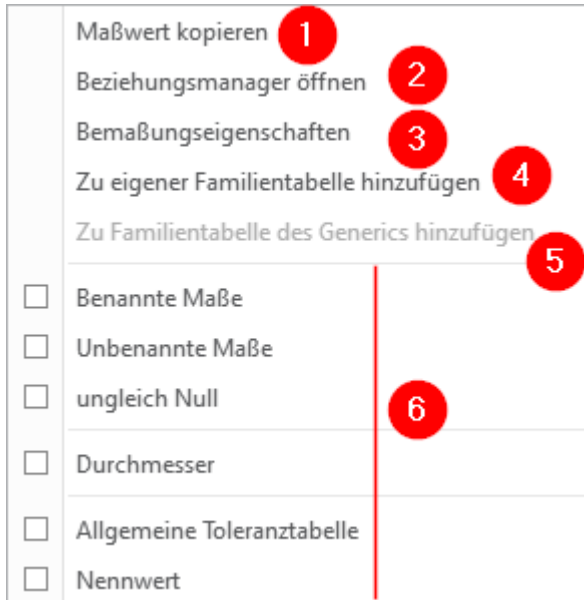 Maßwert kopieren 1
Beziehungsmanager öffnen 2
Bemaßungseigenschaften 3
Zu eigener Familientabelle hinzufügen 4
Zu Familientabelle des Generics hinzufügen 5
Benannte Maße
Unbenannte Maße
ungleich Null 6
Durchmesser
Allgemeine Toleranztabelle
Nennwert